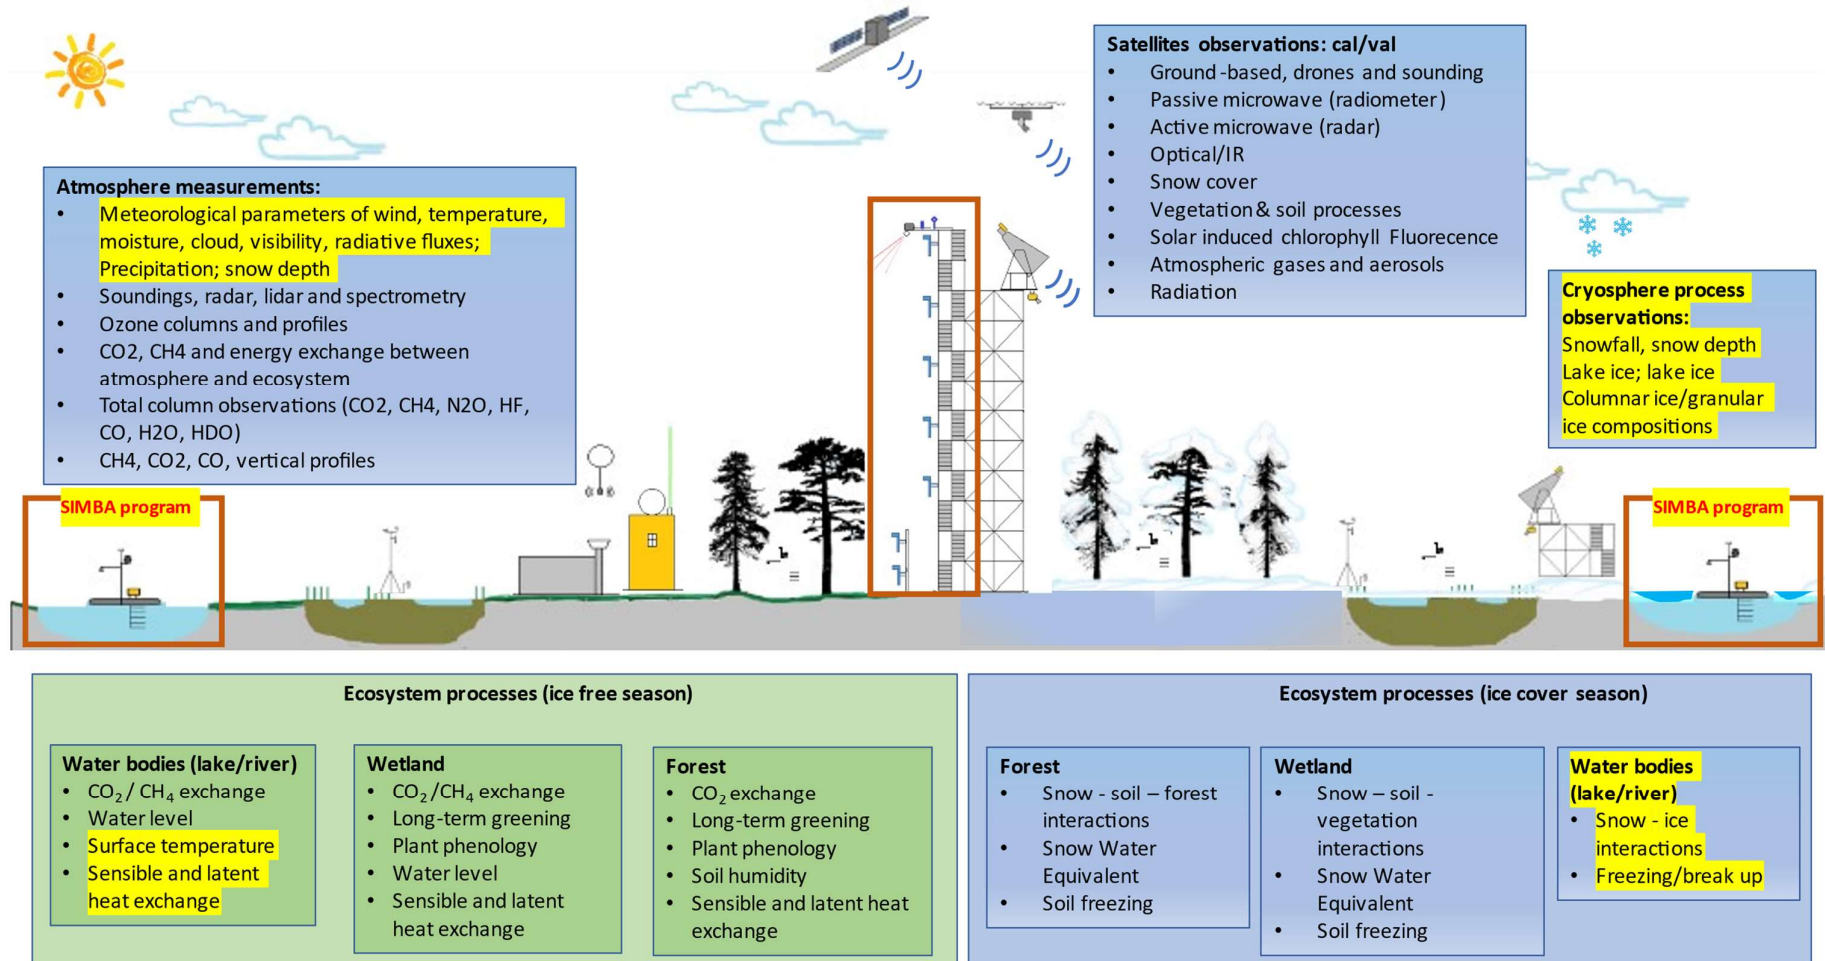 Satellites observations: cal/val
• Ground-based, drones and sounding
• Passive microwave (radiometer)
• Active microwave (radar)
• Optical/IR
• Snow cover
• Vegetation & soil processes
• Solar induced chlorophyll Fluorecence
• Atmospheric gases and aerosols
• Radiation
Atmosphere measurements:
• Meteorological parameters of wind, temperature,
moisture, cloud, visibility, radiative fluxes;
Precipitation; snow depth
• Soundings, radar, lidar and spectrometry
• Ozone columns and profiles
• CO2, CH4 and energy exchange between
atmosphere and ecosystem
• Total column observations (CO2, CH4, N2O, HF,
CO, H2O, HDO)
• CH4, CO2, CO, vertical profiles
Cryosphere process
observations:
Snowfall, snow depth
Lake ice; lake ice
Columnar ice/granular
ice compositions
SIMBA program
SIMBA program
Ecosystem processes (ice free season)
Water bodies (lake/river)
• CO₂ / CH₄ exchange
• Water level
• Surface temperature
• Sensible and latent
heat exchange
Wetland
• CO₂ /CH₄ exchange
• Long-term greening
• Plant phenology
• Water level
• Sensible and latent
heat exchange
Forest
• CO₂ exchange
• Long-term greening
• Plant phenology
• Soil humidity
• Sensible and latent heat
exchange
Ecosystem processes (ice cover season)
Forest
• Snow - soil – forest
interactions
• Snow Water
Equivalent
• Soil freezing
Wetland
• Snow – soil -
vegetation
interactions
• Snow Water
Equivalent
• Soil freezing
Water bodies
(lake/river)
• Snow - ice
interactions
• Freezing/break up